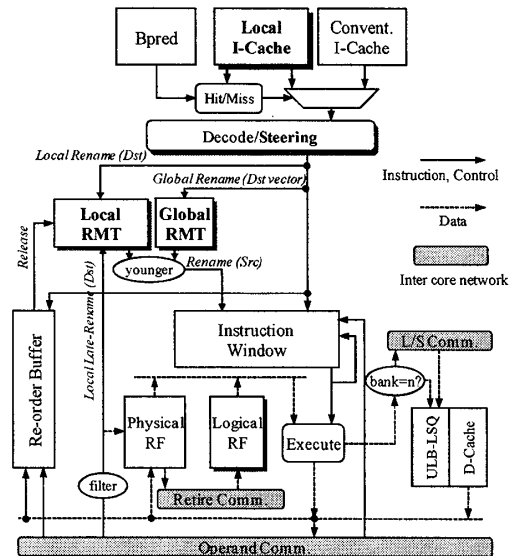 Bpred
Local
I-Cache
Convent.
I-Cache
Hit/Miss
Decode/Steering
Local Rename (Dst)
Global Rename (Dst vector)
Instruction, Control
Data
Inter core network
Local
RMT
Global
RMT
younger
Rename (Src)
Release
Local Late-Rename (Dst)
Re-order Buffer
Instruction
Window
L/S Comm.
bank=n?
Physical
RF
Logical
RF
Execute
ULB-LSQ
D-Cache
filter
Retire Comm.
Operand Comm.